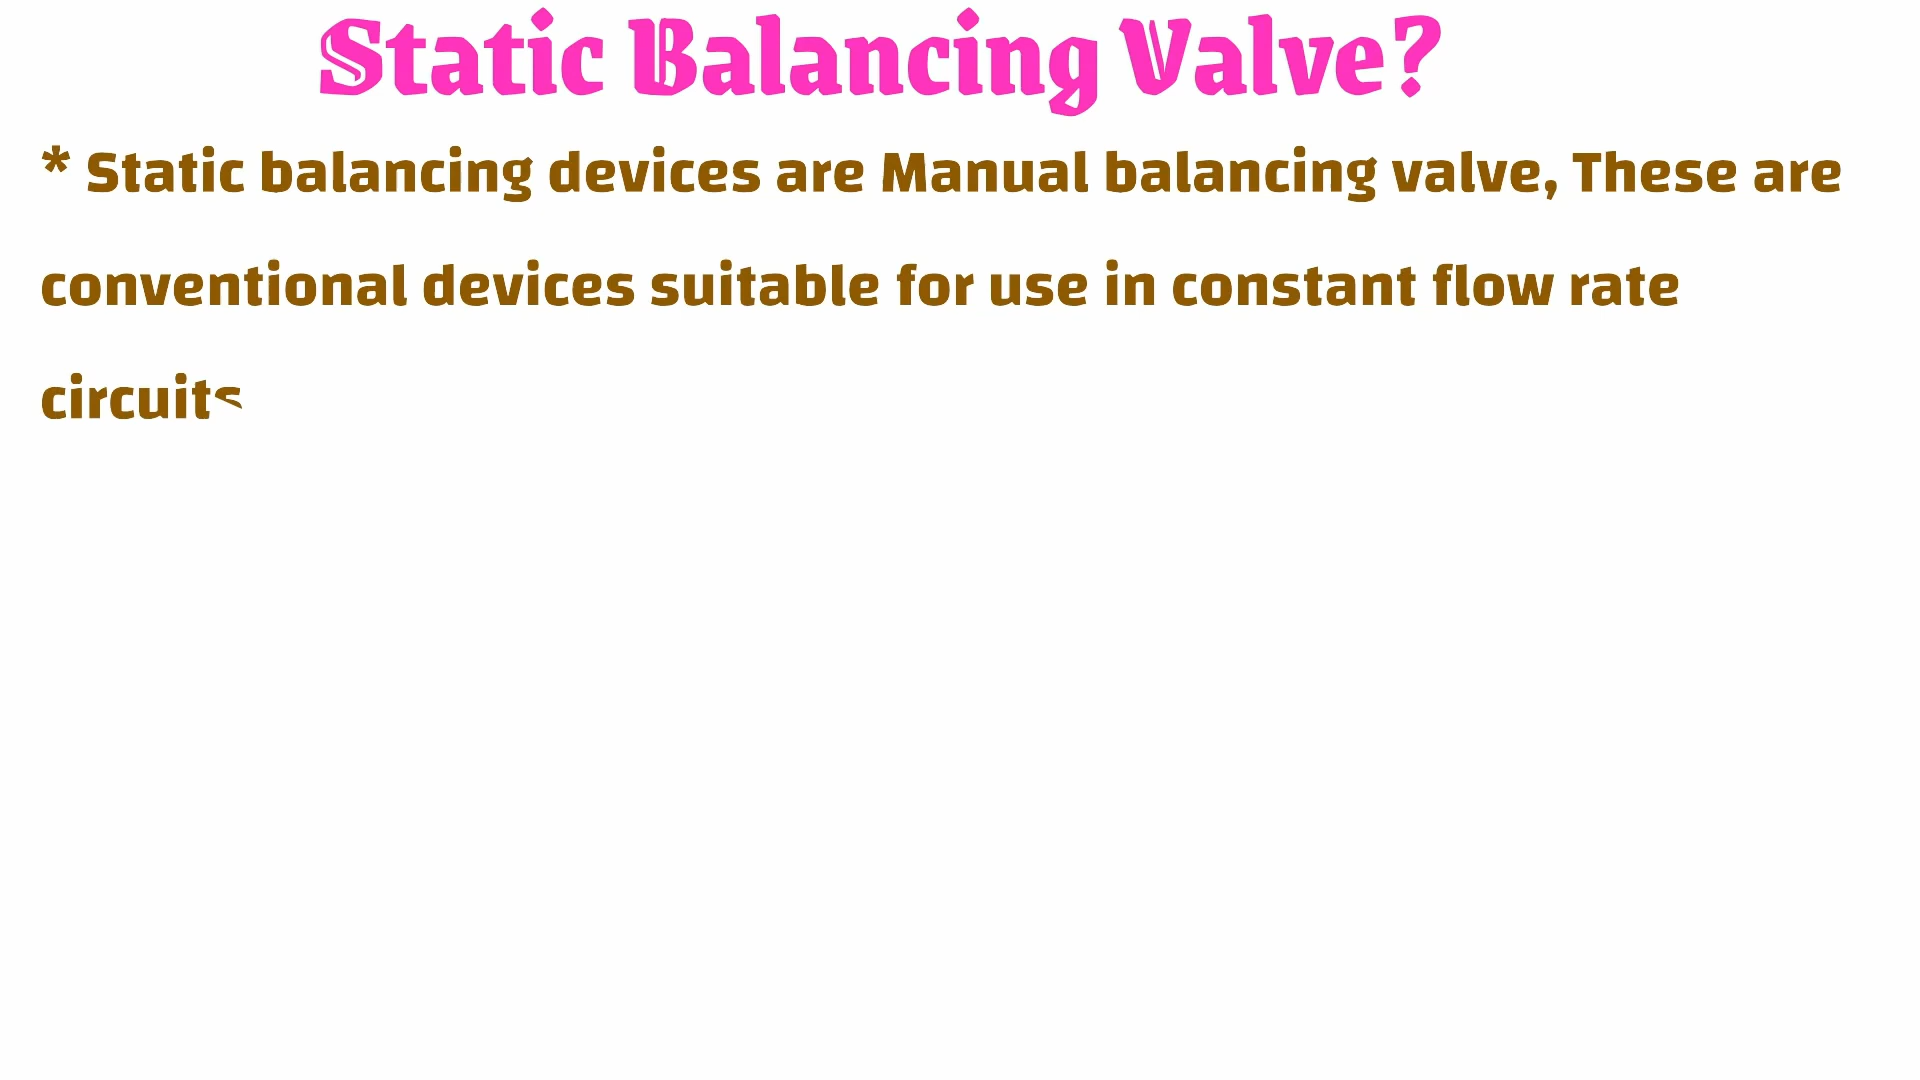 Static Balancing Valve?
* Static balancing devices are Manual balancing valve, These are
conventional devices suitable for use in constant flow rate
circuits